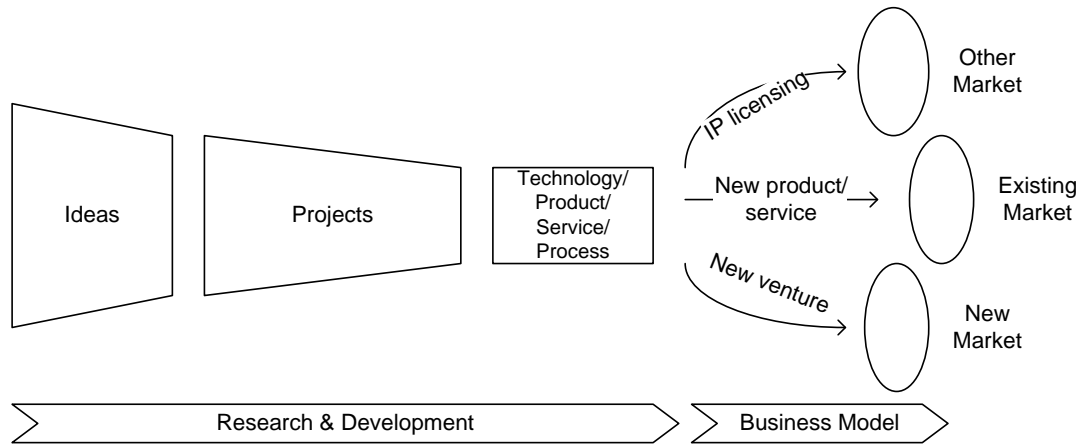 Ideas
Projects
Technology/
Product/
Service/
Process
IP licensing
New product/
service
New venture
Other
Market
Existing
Market
New
Market
Research & Development
Business Model